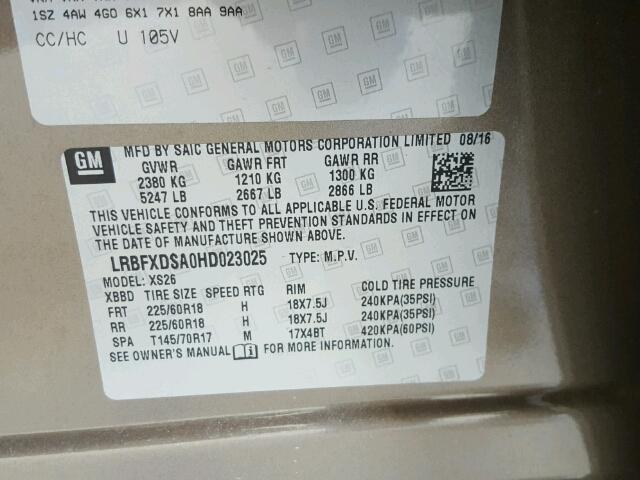 1SZ 4AW 4GO 6X1 7X1 8AA 9AA
CC/HC U 105V
GM
MFD BY SAIC GENERAL MOTORS CORPORATION LIMITED 08/16
GVWR GAWR FRT GAWR RR
2380 KG 1210 KG 1300 KG
5247 LB 2667 LB 2866 LB
THIS VEHICLE CONFORMS TO ALL APPLICABLE U.S. FEDERAL MOTOR
VEHICLE SAFETY AND THEFT PREVENTION STANDARDS IN EFFECT ON
THE DATE OF MANUFACTURE SHOWN ABOVE.
LRBFXDSA0HD023025 TYPE: M.P.V.
MODEL: XS26
XBBD TIRE SIZE SPEED RTG RIM COLD TIRE PRESSURE
FRT 225/60R18 H 18X7.5J 240KPA(35PSI)
RR 225/60R18 H 18X7.5J 240KPA(35PSI)
SPA T145/70R17 M 17X4BT 420KPA(60PSI)
SEE OWNER'S MANUAL FOR MORE INFORMATION.